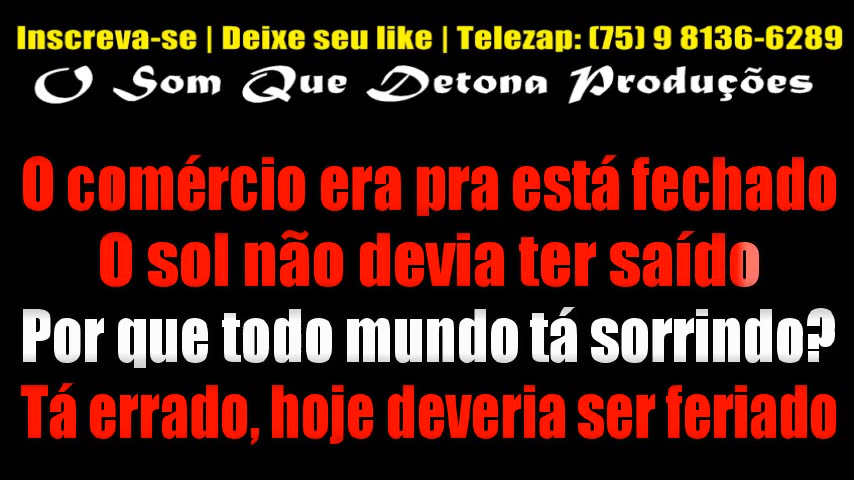 Inscreva-se | Deixe seu like | Telezap: (75) 9 8136-6289
O Som Que Detona Produções
O comércio era pra está fechado
O sol não devia ter saído
Por que todo mundo tá sorrindo?
Tá errado, hoje deveria ser feriado